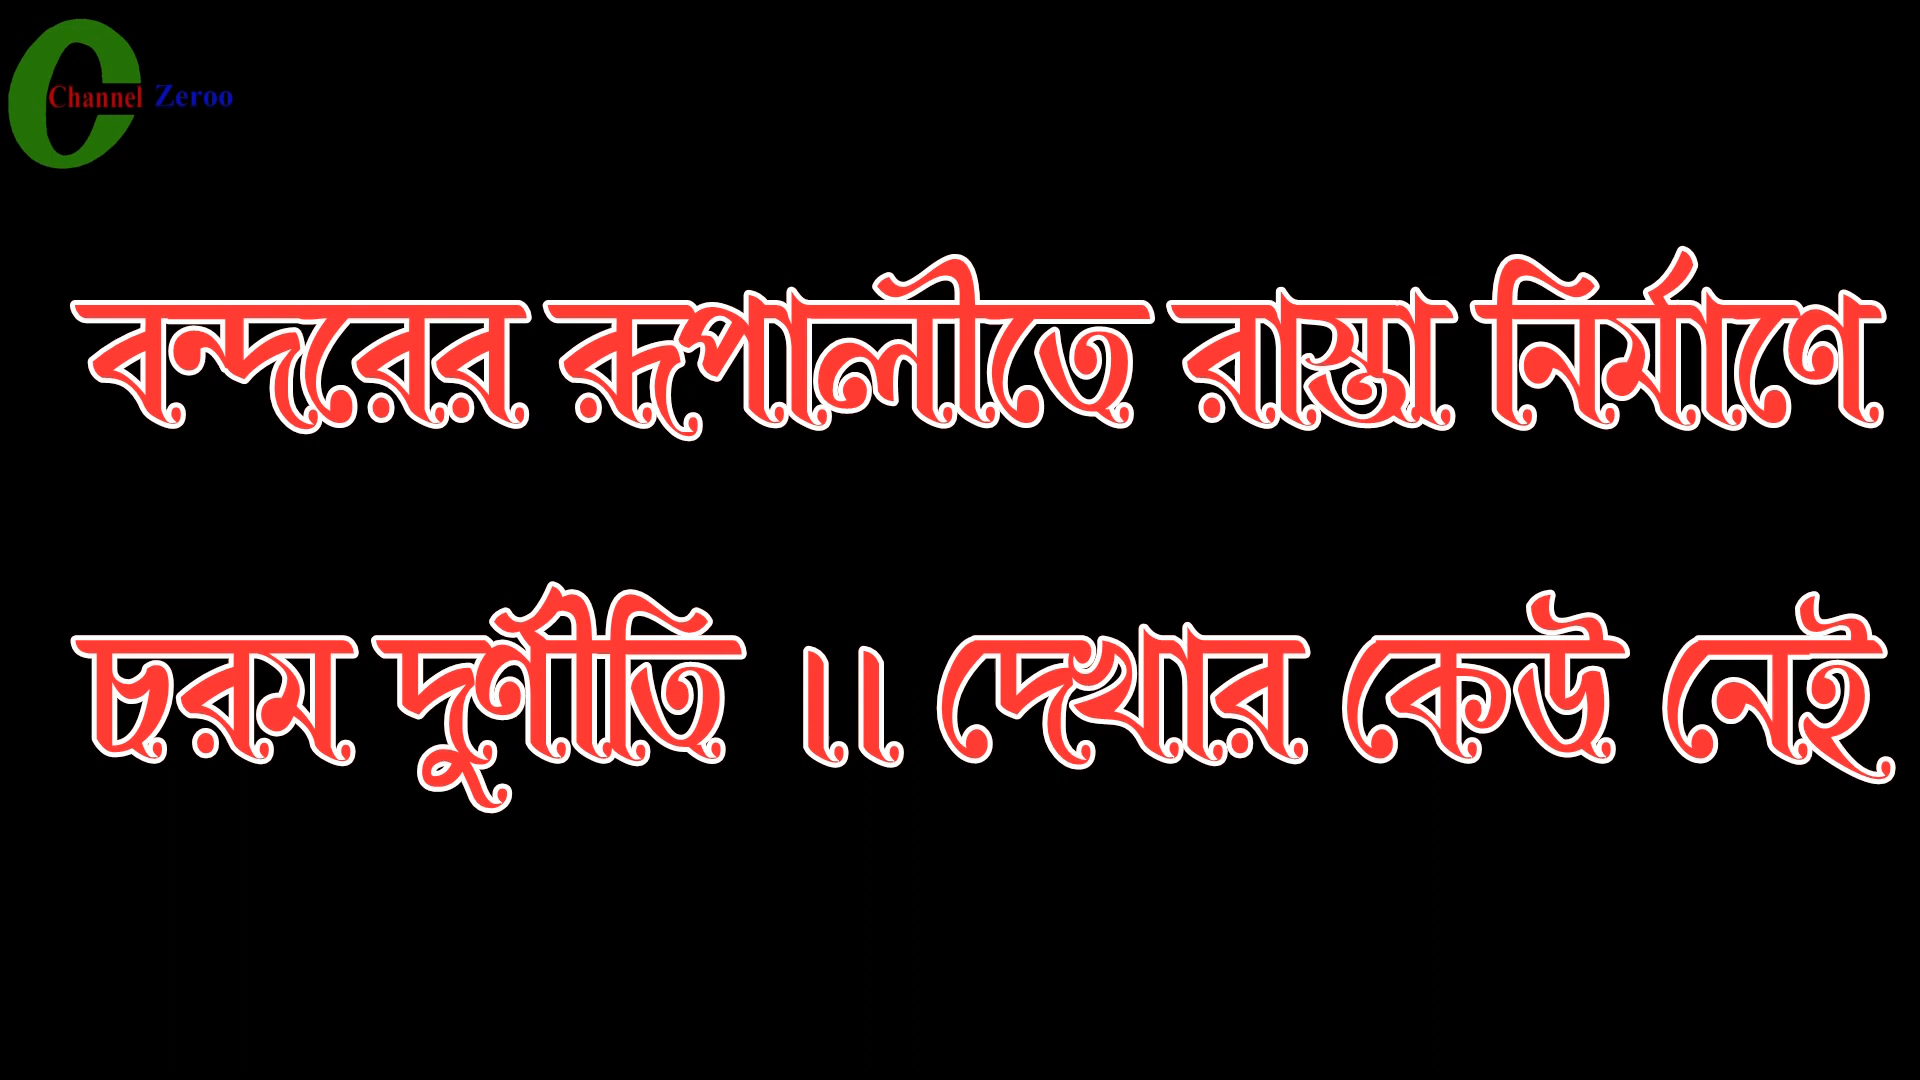 Channel Zeroo
বন্দরের রূপালীতে রাস্তা নির্মাণে
চরম দুর্ণীতি ।। দেখার কেউ নেই